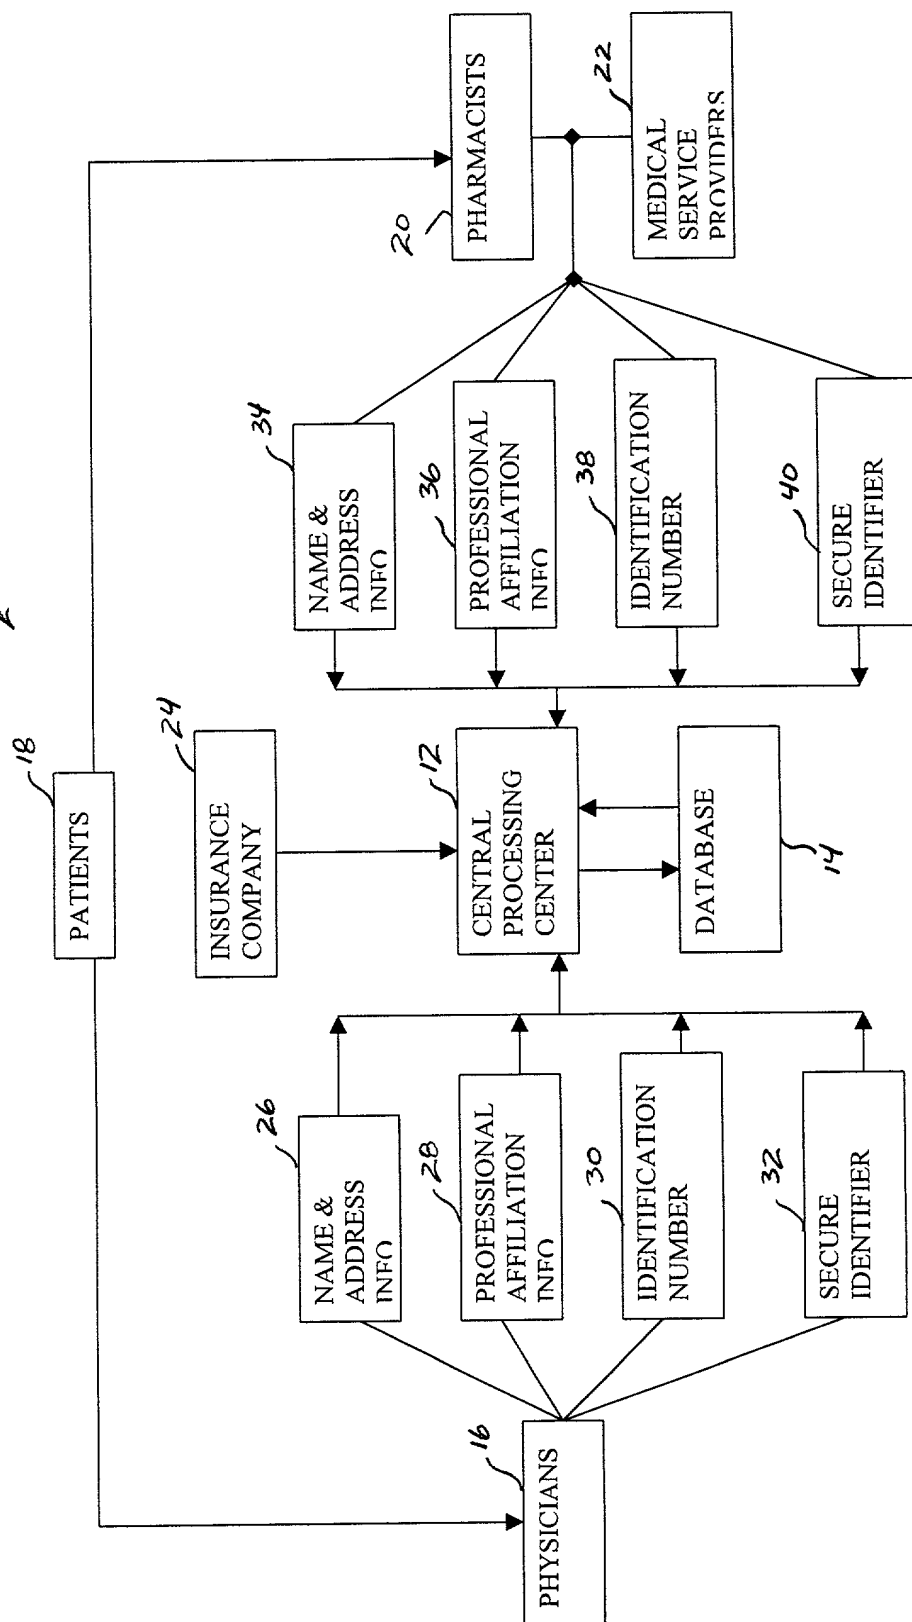 18
PATIENTS
24
INSURANCE
COMPANY
12
CENTRAL
PROCESSING
CENTER
DATABASE
14
16
PHYSICIANS
26
NAME &
ADDRESS
INFO
28
PROFESSIONAL
AFFILIATION
INFO
30
IDENTIFICATION
NUMBER
32
SECURE
IDENTIFIER
34
NAME &
ADDRESS
INFO
36
PROFESSIONAL
AFFILIATION
INFO
38
IDENTIFICATION
NUMBER
40
SECURE
IDENTIFIER
20
PHARMACISTS
22
MEDICAL
SERVICE
PROVIDERS